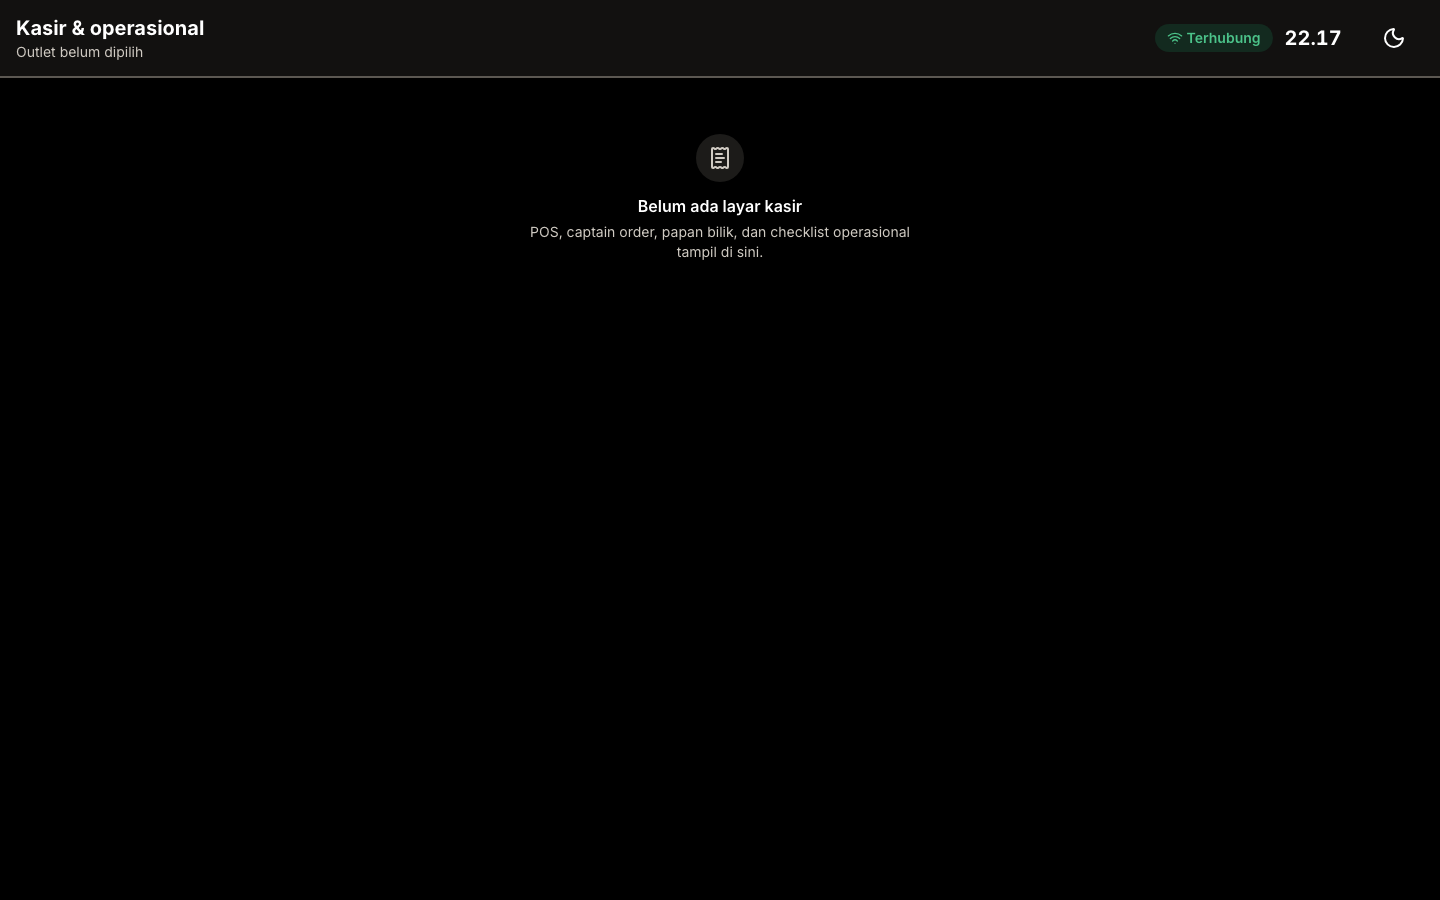 Kasir & operasional
Outlet belum dipilih
Terhubung
22.17
Belum ada layar kasir
POS, captain order, papan bilik, dan checklist operasional
tampil di sini.